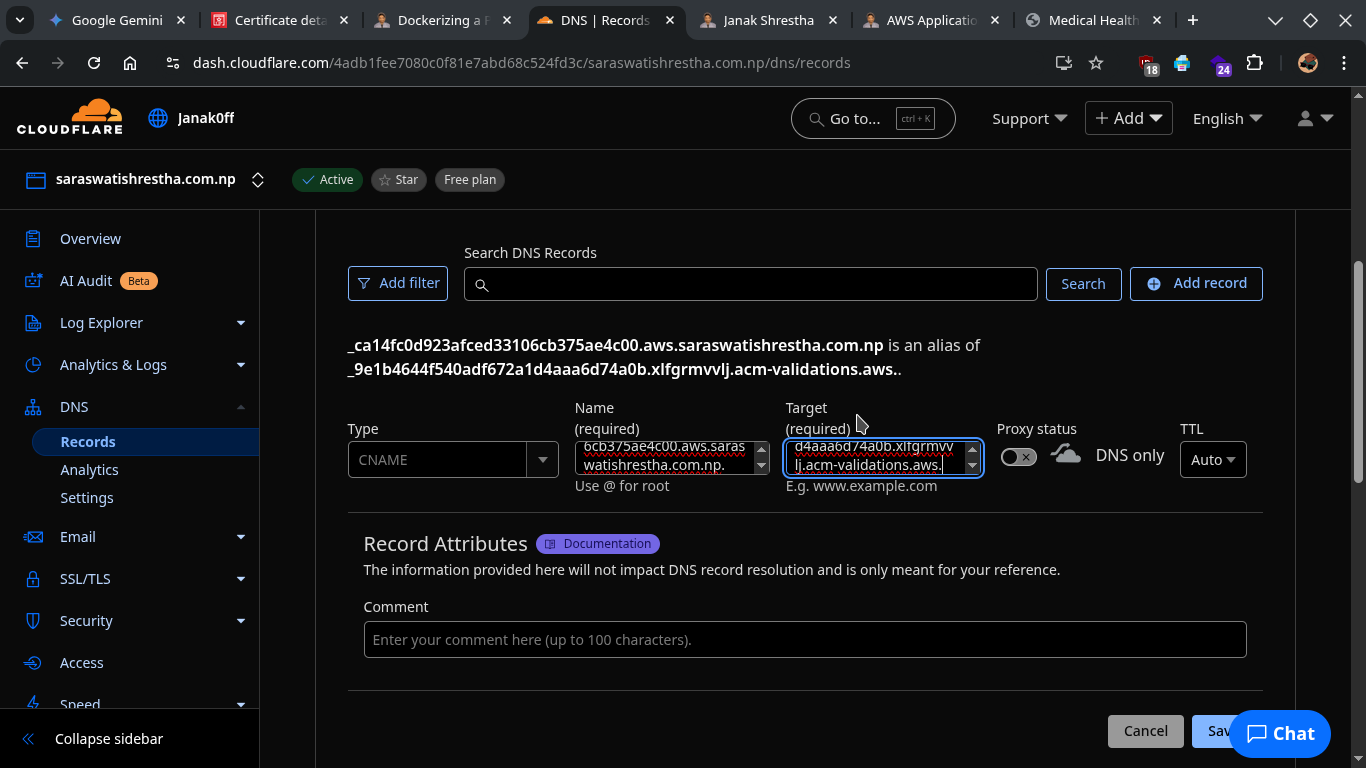 Google Gemini
Certificate deta
Dockerizing a F
DNS | Records
Janak Shrestha
AWS Applicatio
Medical Health
dash.cloudflare.com/4adb1fee7080c0f81e7abd68c524fd3c/saraswatishrestha.com.np/dns/records
18
24
CLOUDFLARE
Janak0ff
Go to...
ctrl + K
Support
+ Add
English
saraswatishrestha.com.np
Active
Star
Free plan
Overview
AI Audit Beta
Log Explorer
Analytics & Logs
DNS
Records
Analytics
Settings
Email
SSL/TLS
Security
Access
Speed
Collapse sidebar
Search DNS Records
Add filter
Search
Add record
_ca14fc0d923afced33106cb375ae4c00.aws.saraswatishrestha.com.np is an alias of
_9e1b4644f540adf672a1d4aaa6d74a0b.xlfgrmvvlj.acm-validations.aws..
Type
Name
(required)
Target
(required)
Proxy status
TTL
CNAME
6cb375ae4c00.aws.saras
watishrestha.com.np.
d4aaa6d74a0b.xlfgrmvv
lj.acm-validations.aws.
DNS only
Auto
Use @ for root
E.g. www.example.com
Record Attributes
Documentation
The information provided here will not impact DNS record resolution and is only meant for your reference.
Comment
Enter your comment here (up to 100 characters).
Cancel
Sav
Chat